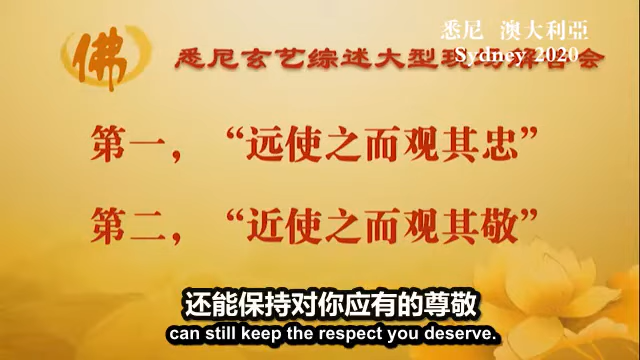 悉尼 澳大利亞
Sydney 2020
佛
悉尼玄艺综述大型现场解答会
第一，“远使之而观其忠”
第二，“近使之而观其敬”
还能保持对你应有的尊敬
can still keep the respect you deserve.